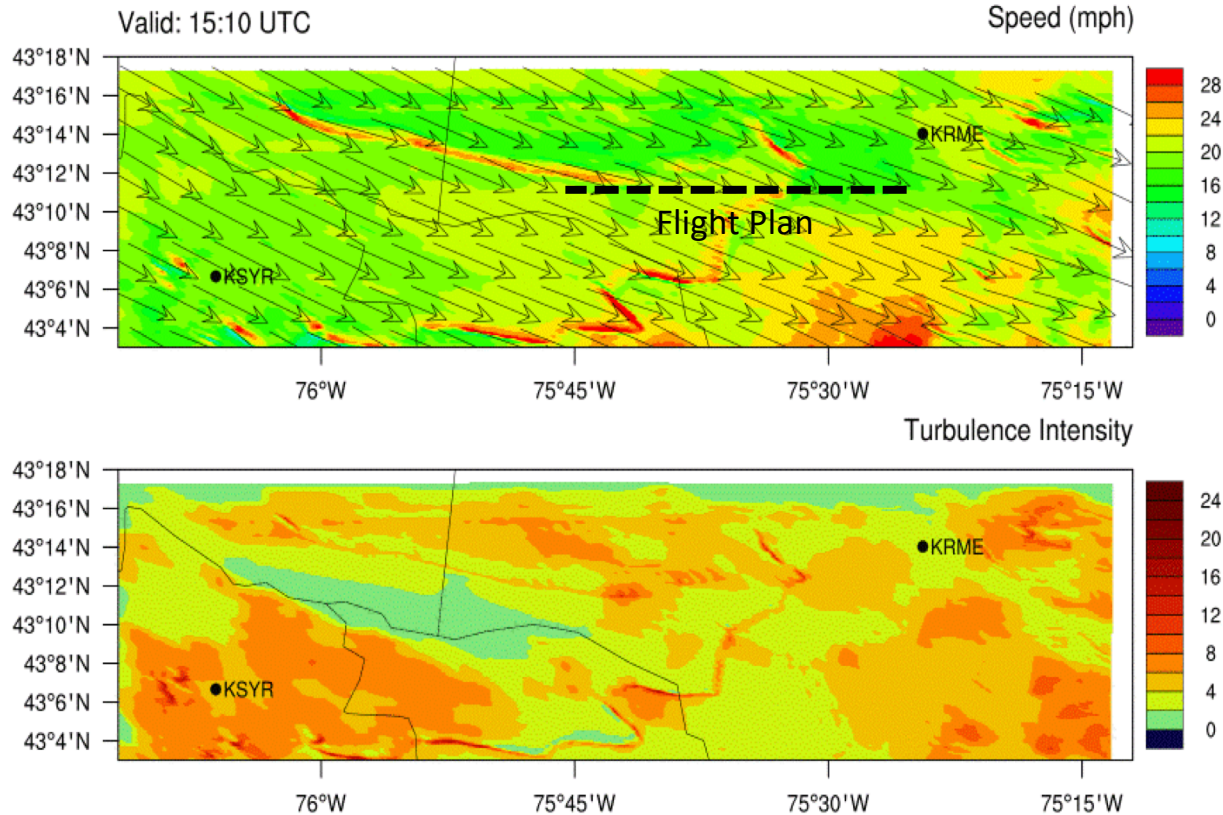 Valid: 15:10 UTC
Speed (mph)
43°18'N
43°16'N
43°14'N
43°12'N
43°10'N
43°8'N
43°6'N
43°4'N
KRME
Flight Plan
KSYR
28
24
20
16
12
8
4
0
76°W
75°45'W
75°30'W
75°15'W
Turbulence Intensity
43°18'N
43°16'N
43°14'N
43°12'N
43°10'N
43°8'N
43°6'N
43°4'N
KRME
KSYR
24
20
16
12
8
4
0
76°W
75°45'W
75°30'W
75°15'W